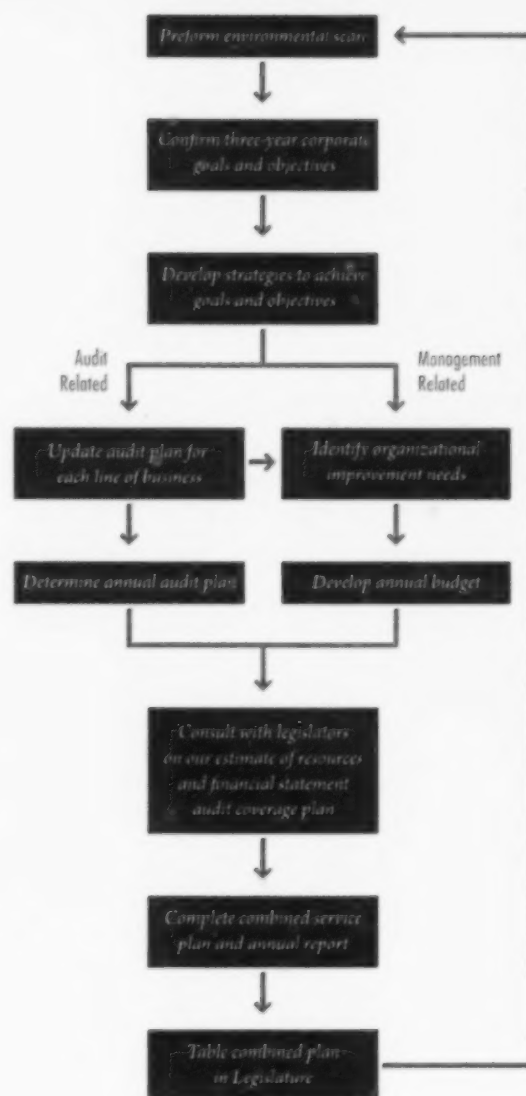 Preform environmental scan
Confirm three-year corporate
goals and objectives
Develop strategies to achieve
goals and objectives
Audit
Related
Management
Related
Update audit plan for
each line of business
Identify organizational
improvement needs
Determine annual audit plan
Develop annual budget
Consult with legislators
on our estimate of resources
and financial statement
audit coverage plan
Complete combined service
plan and annual report
Table combined plan
in Legislature